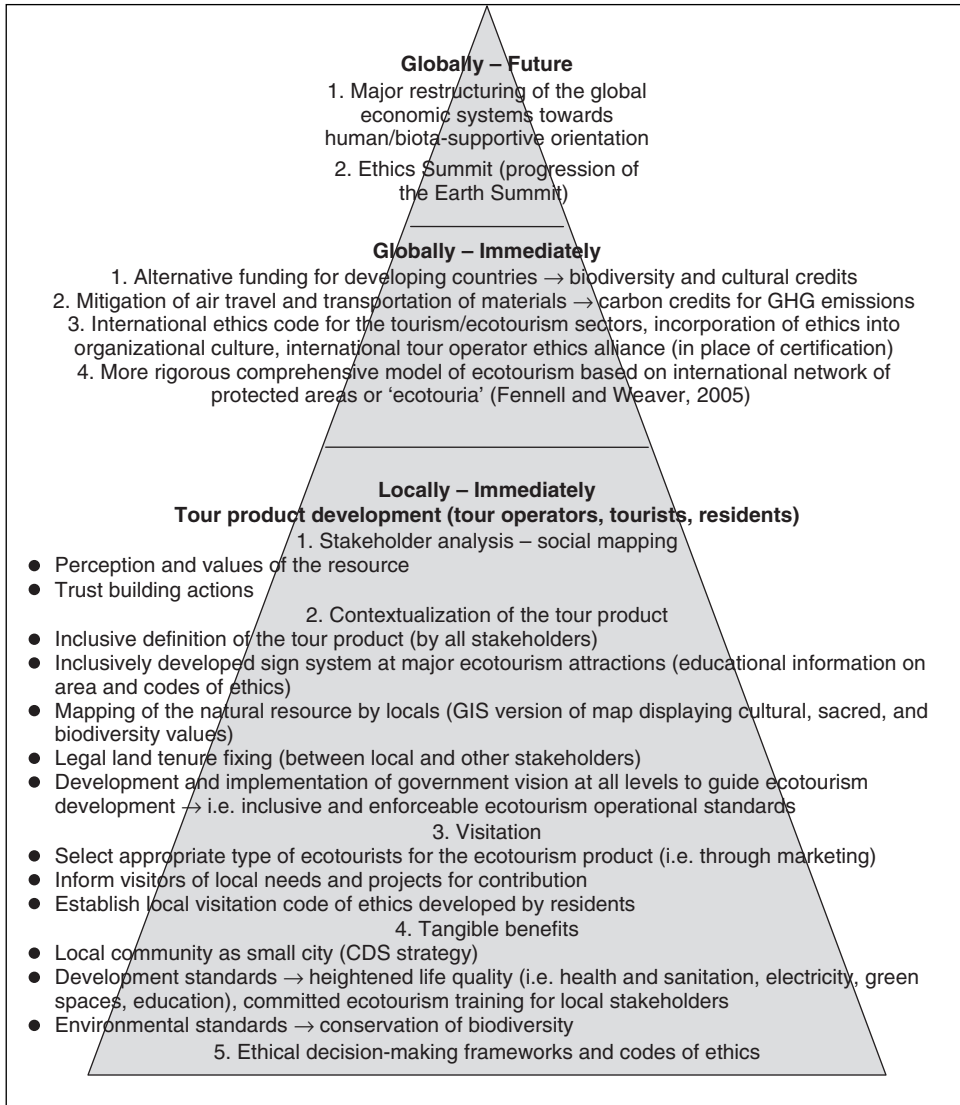 Globally – Future
1. Major restructuring of the global
economic systems towards
human/biota-supportive orientation
2. Ethics Summit (progression of
the Earth Summit)
Globally – Immediately
1. Alternative funding for developing countries → biodiversity and cultural credits
2. Mitigation of air travel and transportation of materials → carbon credits for GHG emissions
3. International ethics code for the tourism/ecotourism sectors, incorporation of ethics into
organizational culture, international tour operator ethics alliance (in place of certification)
4. More rigorous comprehensive model of ecotourism based on international network of
protected areas or ‘ecotouria’ (Fennell and Weaver, 2005)
Locally – Immediately
Tour product development (tour operators, tourists, residents)
1. Stakeholder analysis – social mapping
● Perception and values of the resource
● Trust building actions
2. Contextualization of the tour product
● Inclusive definition of the tour product (by all stakeholders)
● Inclusively developed sign system at major ecotourism attractions (educational information on
area and codes of ethics)
● Mapping of the natural resource by locals (GIS version of map displaying cultural, sacred, and
biodiversity values)
● Legal land tenure fixing (between local and other stakeholders)
● Development and implementation of government vision at all levels to guide ecotourism
development → i.e. inclusive and enforceable ecotourism operational standards
3. Visitation
● Select appropriate type of ecotourists for the ecotourism product (i.e. through marketing)
● Inform visitors of local needs and projects for contribution
● Establish local visitation code of ethics developed by residents
4. Tangible benefits
● Local community as small city (CDS strategy)
● Development standards → heightened life quality (i.e. health and sanitation, electricity, green
spaces, education), committed ecotourism training for local stakeholders
● Environmental standards → conservation of biodiversity
5. Ethical decision-making frameworks and codes of ethics